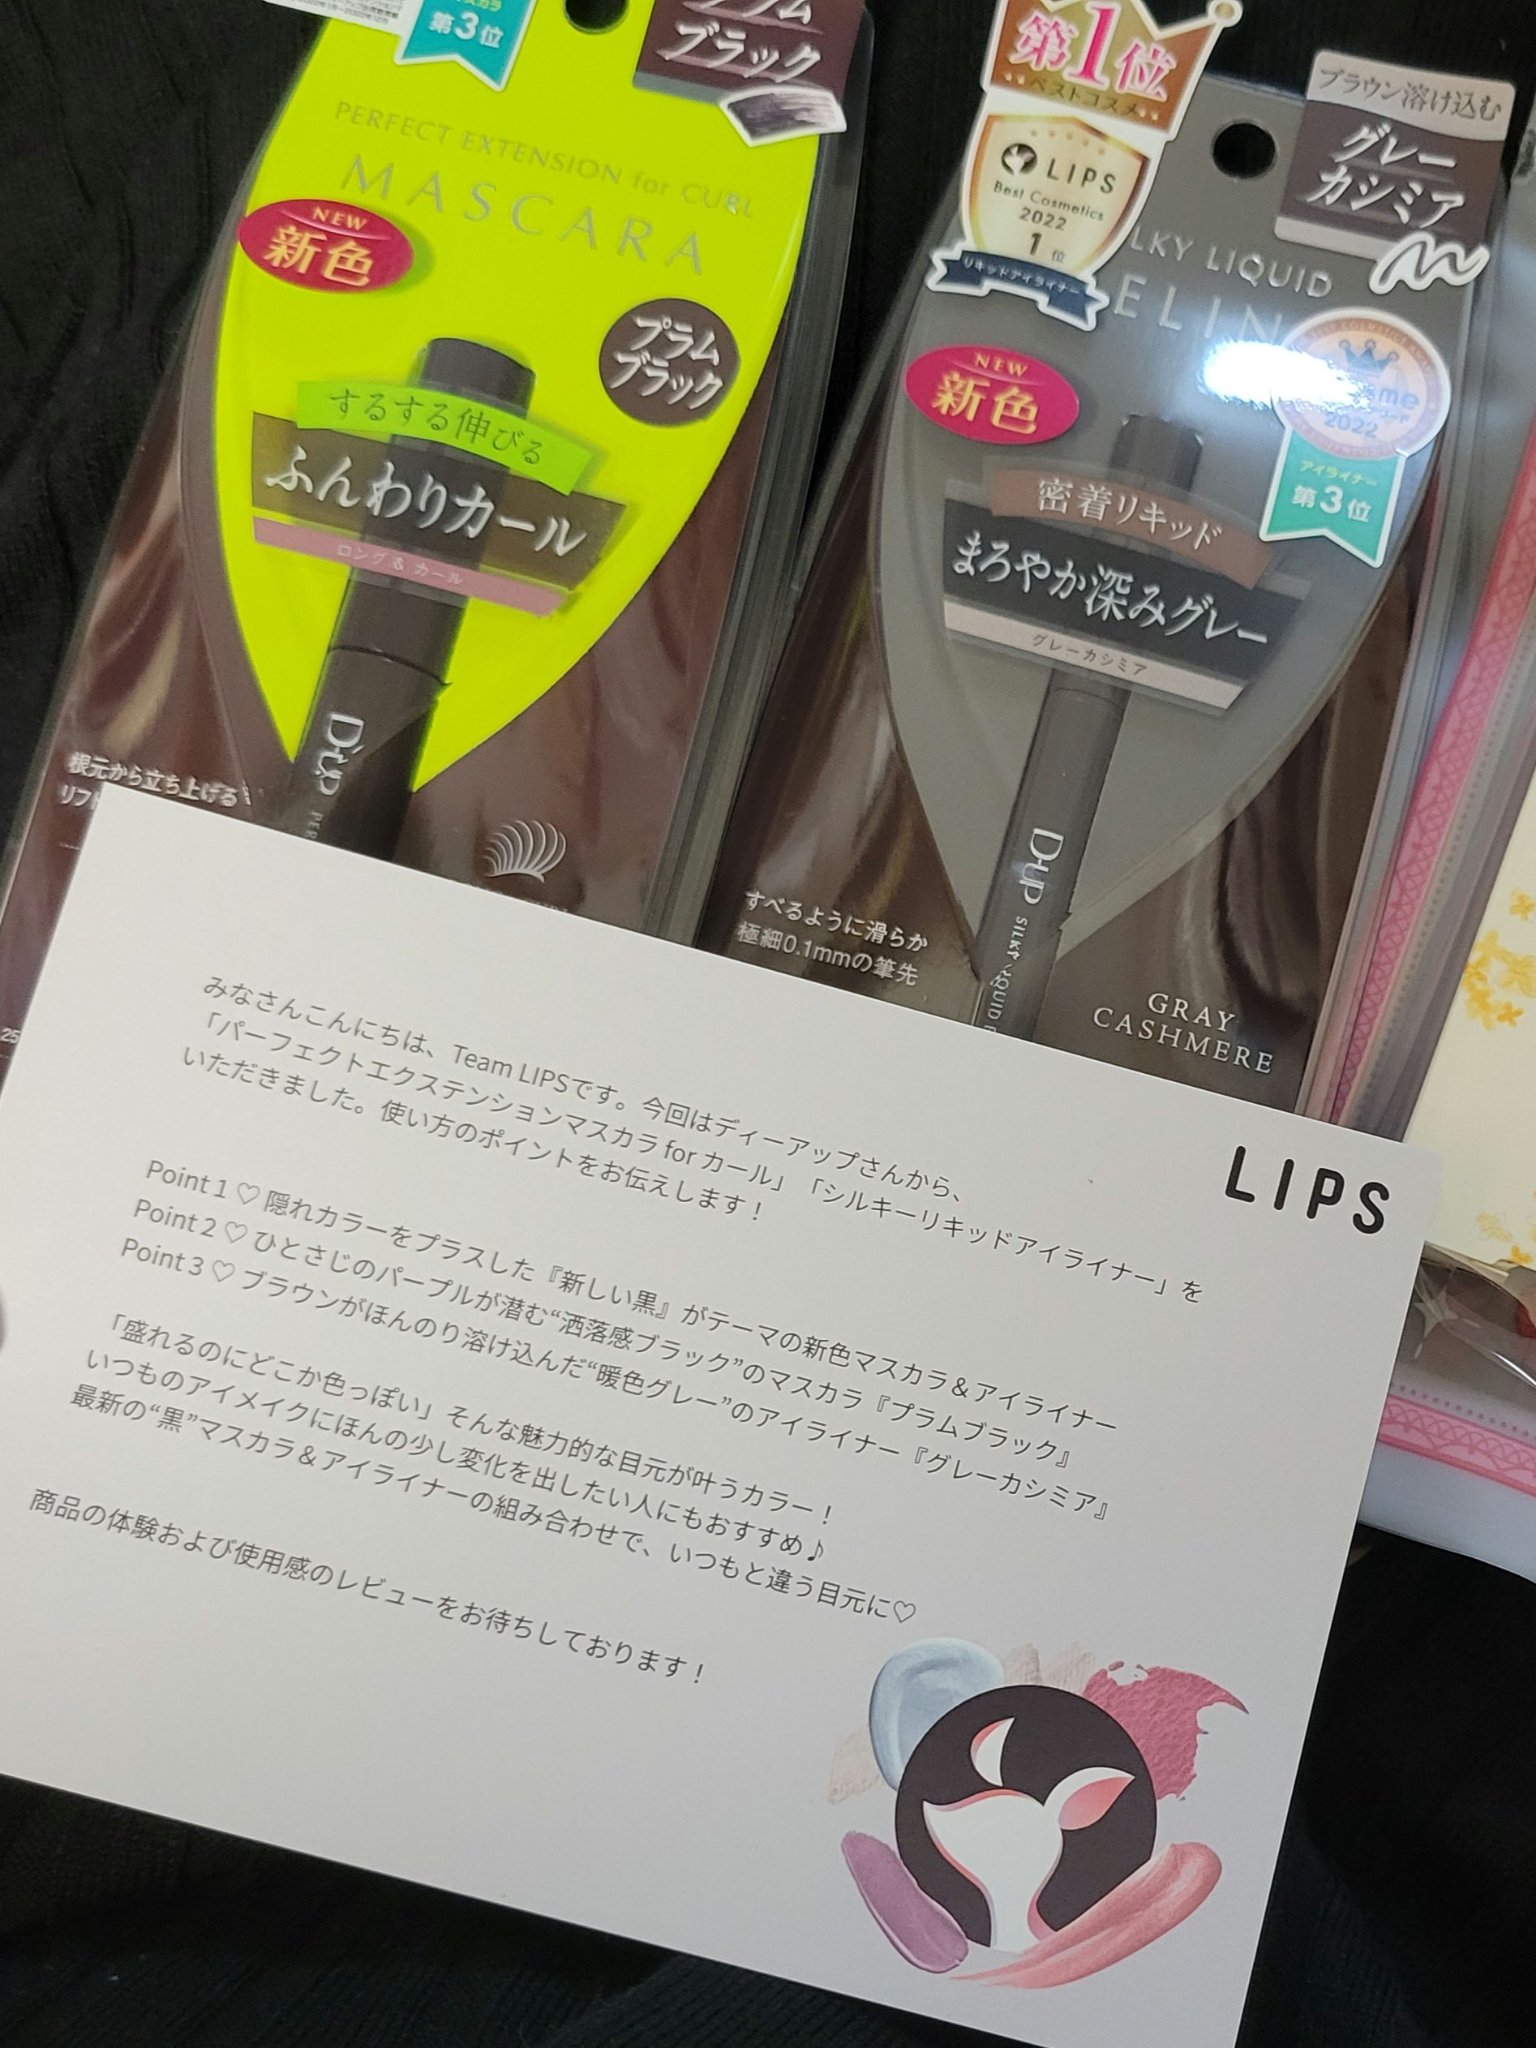 第3位
ブラック
PERFECT EXTENSION for CURL
MASCARA
NEW
新色
プラム
ブラック
するする伸びる
ふんわりカール
ロング & カール
D-UP
根元から立ち上げる
第1位
ベストコスメ
LIPS
Best Cosmetics
2022
1位
リキッドアイライナー
ブラウン溶け込む
グレー
カシミア
LIQUID
NEW
新色
2022
アイライナー
第3位
密着リキッド
まろやか深みグレー
グレーカシミア
D-UP
すべるように滑らか
極細0.1mmの筆先
GRAY
CASHMERE
LIPS
みなさんこんにちは、Team LIPSです。今回はディーアップさんから、
「パーフェクトエクステンションマスカラ for カール」「シルキーリキッドアイライナー」を
いただきました。使い方のポイントをお伝えします！
Point 1 ♡ 隠れカラーをプラスした『新しい黒』がテーマの新色マスカラ＆アイライナー
Point 2 ♡ ひとさじのパープルが潜む“洒落感ブラック”のマスカラ『プラムブラック』
Point 3 ♡ ブラウンがほんのり溶け込んだ“暖色グレー”のアイライナー『グレーカシミア』
「盛れるのにどこか色っぽい」そんな魅力的な目元が叶うカラー！
いつものアイメイクにほんの少し変化を出したい人にもおすすめ♪
最新の“黒”マスカラ＆アイライナーの組み合わせで、いつもと違う目元に♡
商品の体験および使用感のレビューをお待ちしております！